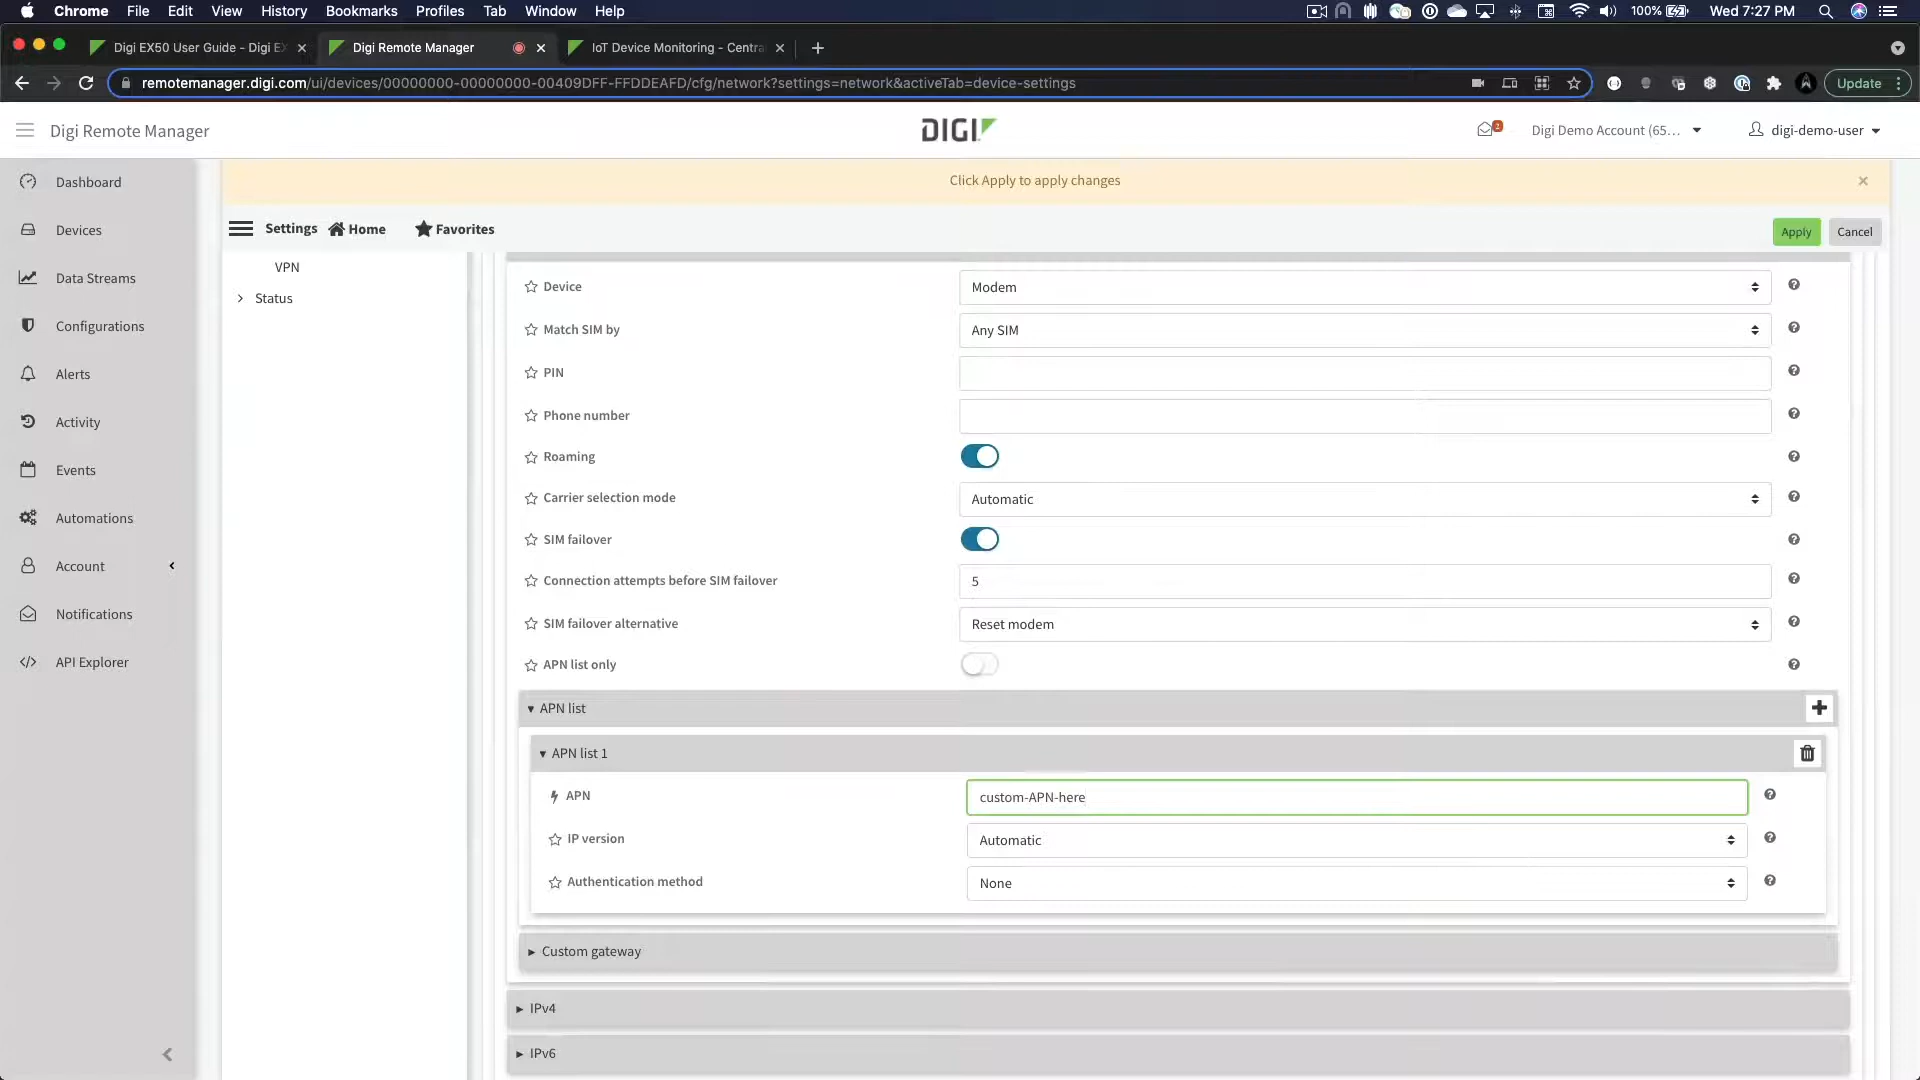 Chrome File Edit View History Bookmarks Profiles Tab Window Help 100% Wed 7:27 PM
Digi EX50 User Guide - Digi EX Digi Remote Manager IoT Device Monitoring - Centra
remotemanager.digi.com/ui/devices/00000000-00000000-00409DFF-FFDDEAFD/cfg/network?settings=network&activeTab=device-settings Update
Digi Remote Manager DIGI 2 Digi Demo Account (65... digi-demo-user
Click Apply to apply changes
Settings Home Favorites Apply Cancel
Dashboard
Devices
Data Streams
Configurations
Alerts
Activity
Events
Automations
Account
Notifications
API Explorer
VPN
Status
Device Modem
Match SIM by Any SIM
PIN
Phone number
Roaming
Carrier selection mode Automatic
SIM failover
Connection attempts before SIM failover 5
SIM failover alternative Reset modem
APN list only
APN list
APN list 1
APN custom-APN-here
IP version Automatic
Authentication method None
Custom gateway
IPv4
IPv6